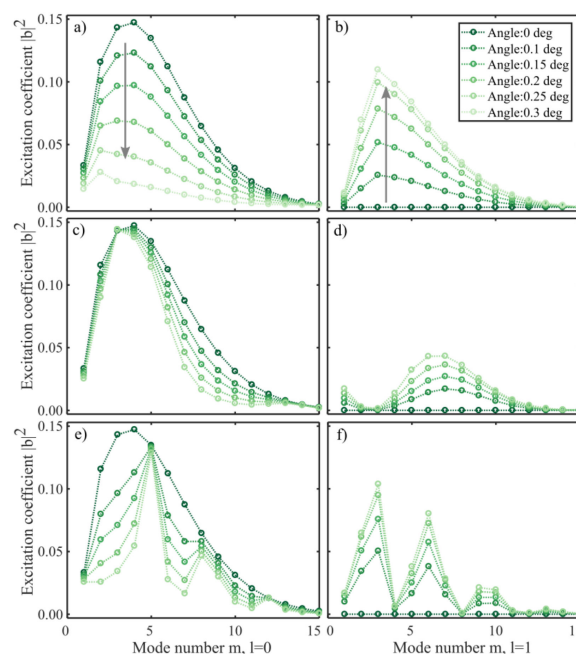 a)
b)
Angle:0 deg
Angle:0.1 deg
Angle:0.15 deg
Angle:0.2 deg
Angle:0.25 deg
Angle:0.3 deg
Excitation coefficient |b|²
0.15
0.10
0.05
0.00
Excitation coefficient |b|²
c)
d)
0.15
0.10
0.05
0.00
Excitation coefficient |b|²
e)
f)
0.15
0.10
0.05
0.00
0 5 10 15
0 5 10 15
Mode number m, l=0
Mode number m, l=1